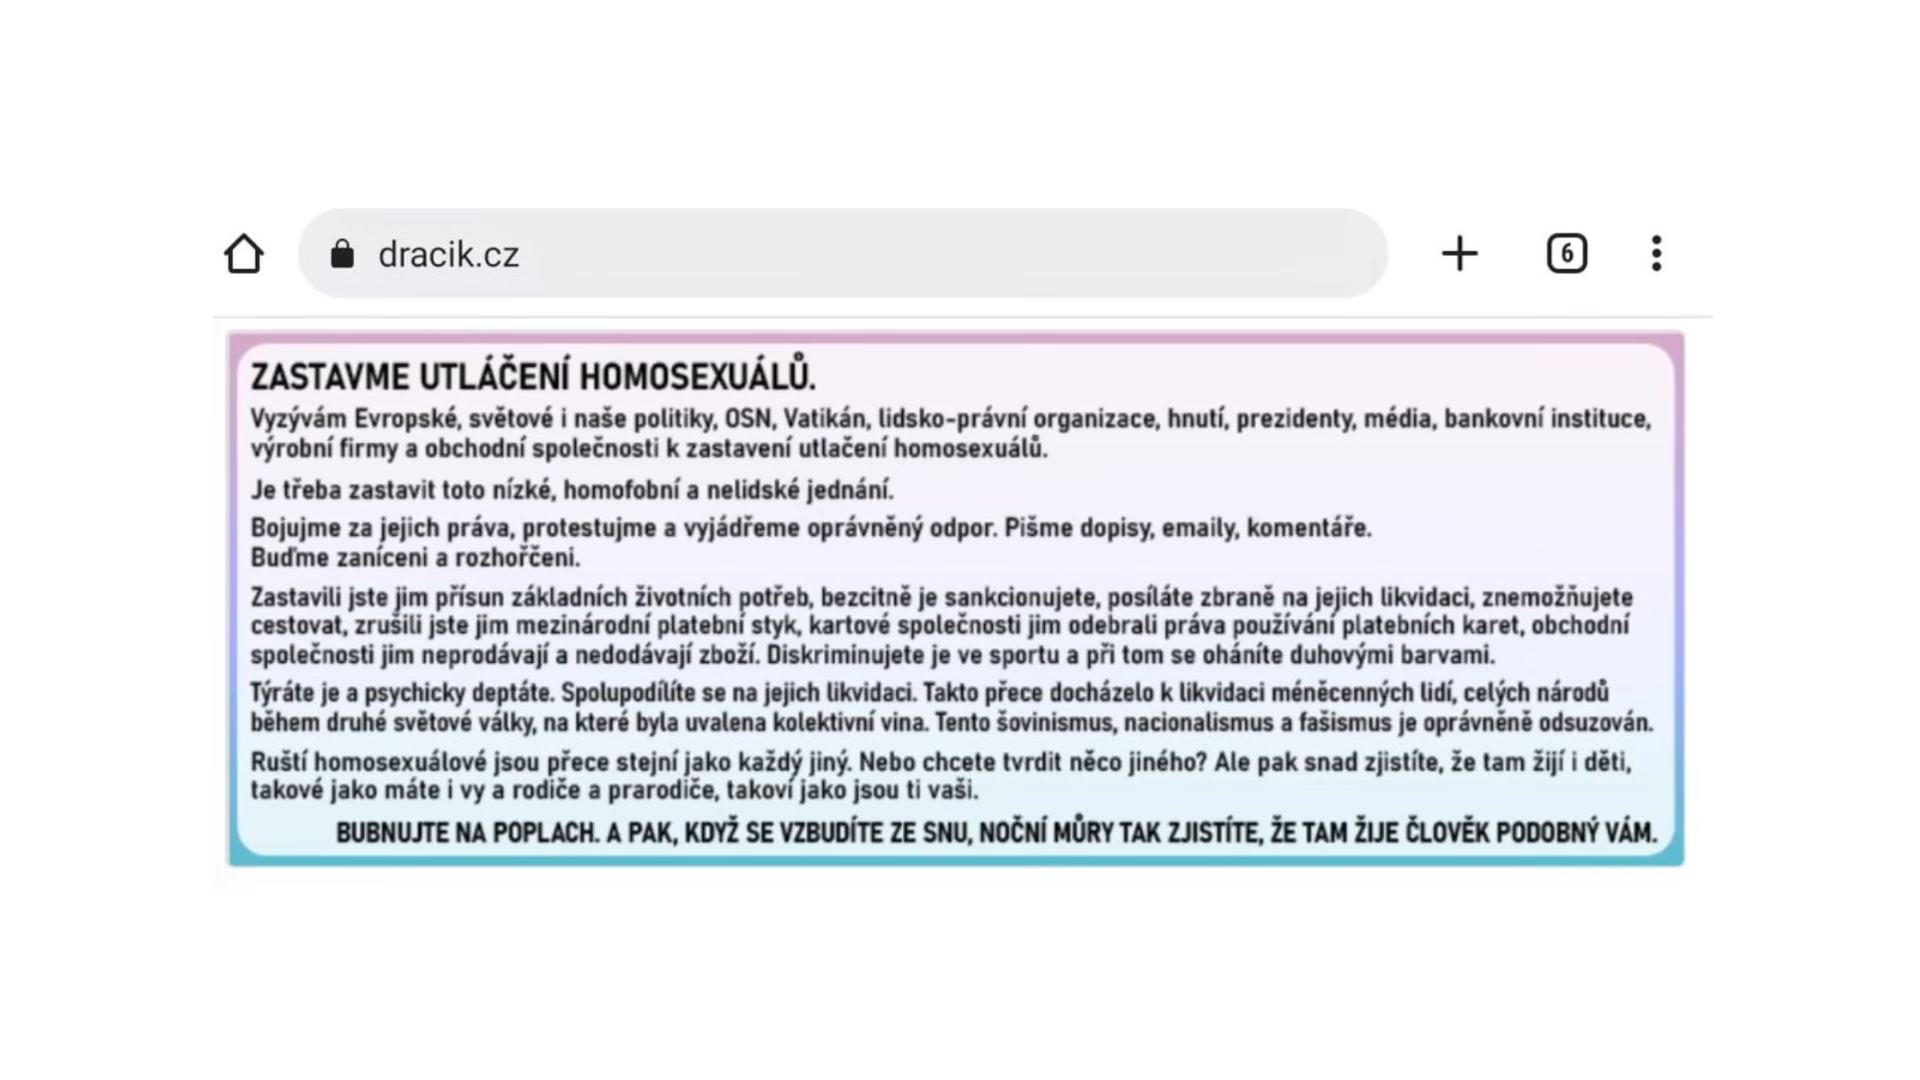 dracik.cz
6
ZASTAVME UTLÁČENÍ HOMOSEXUÁLŮ.
Vyzývám Evropské, světové i naše politiky, OSN, Vatikán, lidsko-právní organizace, hnutí, prezidenty, média, bankovní instituce,
výrobní firmy a obchodní společnosti k zastavení utlačení homosexuálů.
Je třeba zastavit toto nízké, homofobní a nelidské jednání.
Bojujme za jejich práva, protestujme a vyjádřeme oprávněný odpor. Pišme dopisy, emaily, komentáře.
Buďme zaníceni a rozhořčeni.
Zastavili jste jim přísun základních životních potřeb, bezcitně je sankcionujete, posíláte zbraně na jejich likvidaci, znemožňujete
cestovat, zrušili jste jim mezinárodní platební styk, kartové společnosti jim odebrali práva používání platebních karet, obchodní
společnosti jim neprodávají a nedodávají zboží. Diskriminujete je ve sportu a při tom se oháníte duhovými barvami.
Týráte je a psychicky deptáte. Spolupodílíte se na jejich likvidaci. Takto přece docházelo k likvidaci méněcenných lidí, celých národů
během druhé světové války, na které byla uvalena kolektivní vina. Tento šovinismus, nacionalismus a fašismus je oprávněně odsuzován.
Ruští homosexuálové jsou přece stejní jako každý jiný. Nebo chcete tvrdit něco jiného? Ale pak snad zjistíte, že tam žijí i děti,
takové jako máte i vy a rodiče a prarodiče, takoví jako jsou ti vaši.
BUBNUJTE NA POPLACH. A PAK, KDYŽ SE VZBUDÍTE ZE SNU, NOČNÍ MŮRY TAK ZJISTÍTE, ŽE TAM ŽIJE ČLOVĚK PODOBNÝ VÁM.